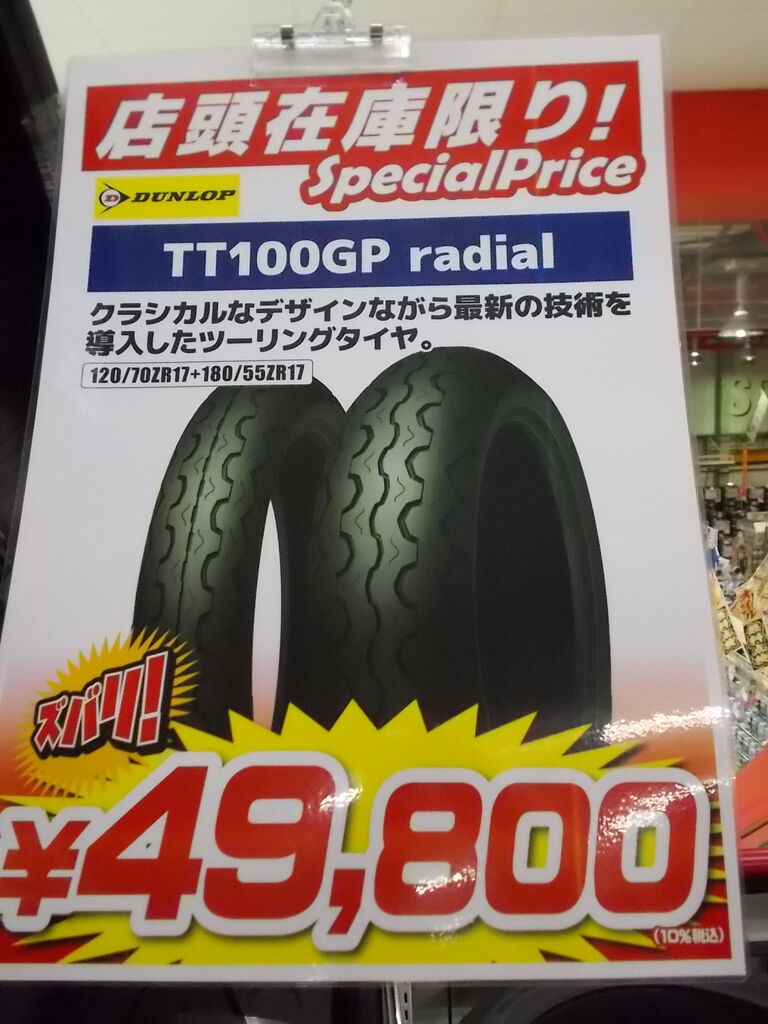 店頭在庫限り!
SpecialPrice
D DUNLOP
TT100GP radial
クラシカルなデザインながら最新の技術を
導入したツーリングタイヤ。
120/70ZR17+180/55ZR17
ズバリ!
¥49,800
(10%税込)